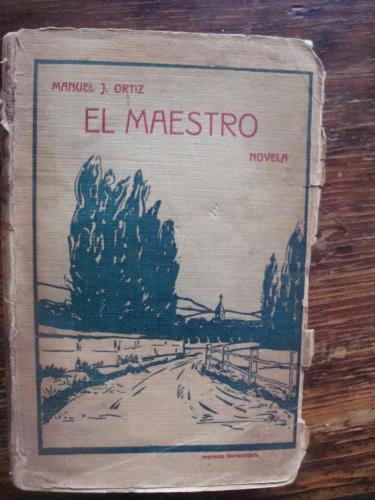 MANUEL J. ORTIZ
EL MAESTRO
NOVELA
Imprenta Universitaria